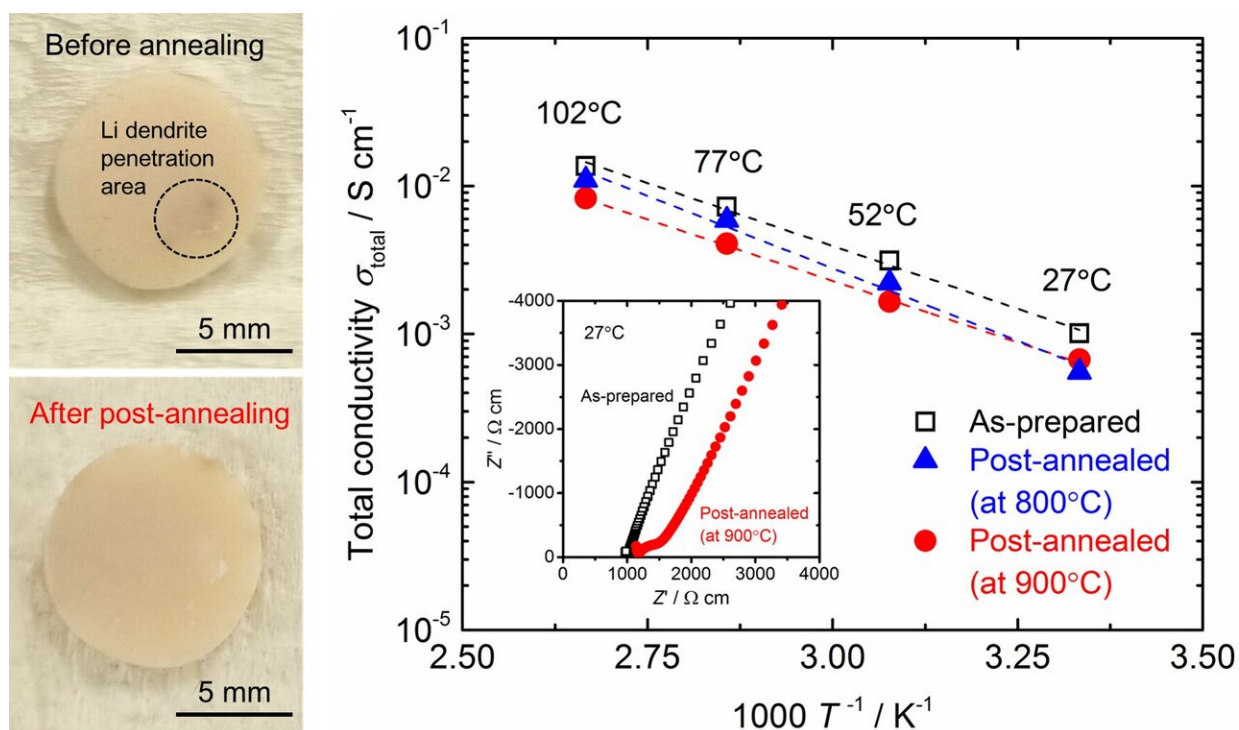 Before annealing
Li dendrite
penetration
area
5 mm
After post-annealing
5 mm
Total conductivity σtotal / S cm-1
10-1
10-2
10-3
10-4
10-5
102°C
77°C
52°C
27°C
As-prepared
Post-annealed
(at 800°C)
Post-annealed
(at 900°C)
2.50
2.75
3.00
3.25
3.50
1000 T -1 / K-1
Z'' / Ω cm
-4000
-3000
-2000
-1000
0
27°C
As-prepared
Post-annealed
(at 900°C)
0
1000
2000
3000
4000
Z' / Ω cm